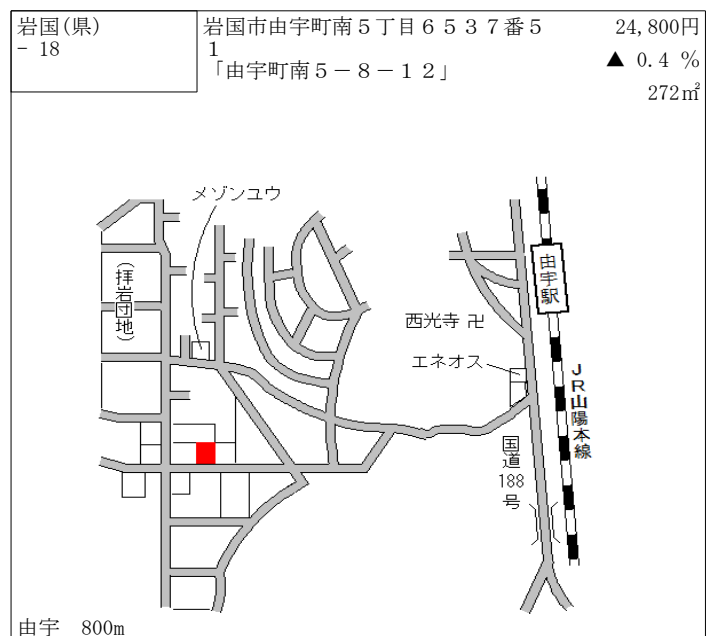 岩国(県)
- 18
岩国市由宇町南５丁目６５３７番５
１
「由宇町南５－８－１２」
24,800円
▲ 0.4 %
272㎡
メゾンユウ
(拝岩団地)
由宇駅
西光寺 卍
エネオス
ＪＲ山陽本線
国道
188
号
由宇　800m